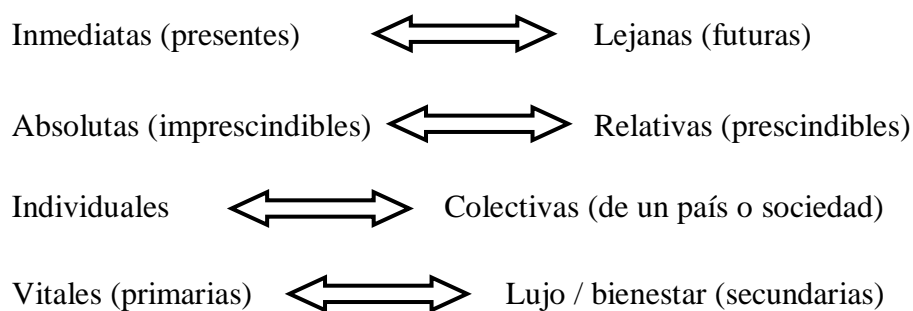 Inmediatas (presentes) Lejanas (futuras)
Absolutas (imprescindibles) Relativas (prescindibles)
Individuales Colectivas (de un país o sociedad)
Vitales (primarias) Lujo / bienestar (secundarias)